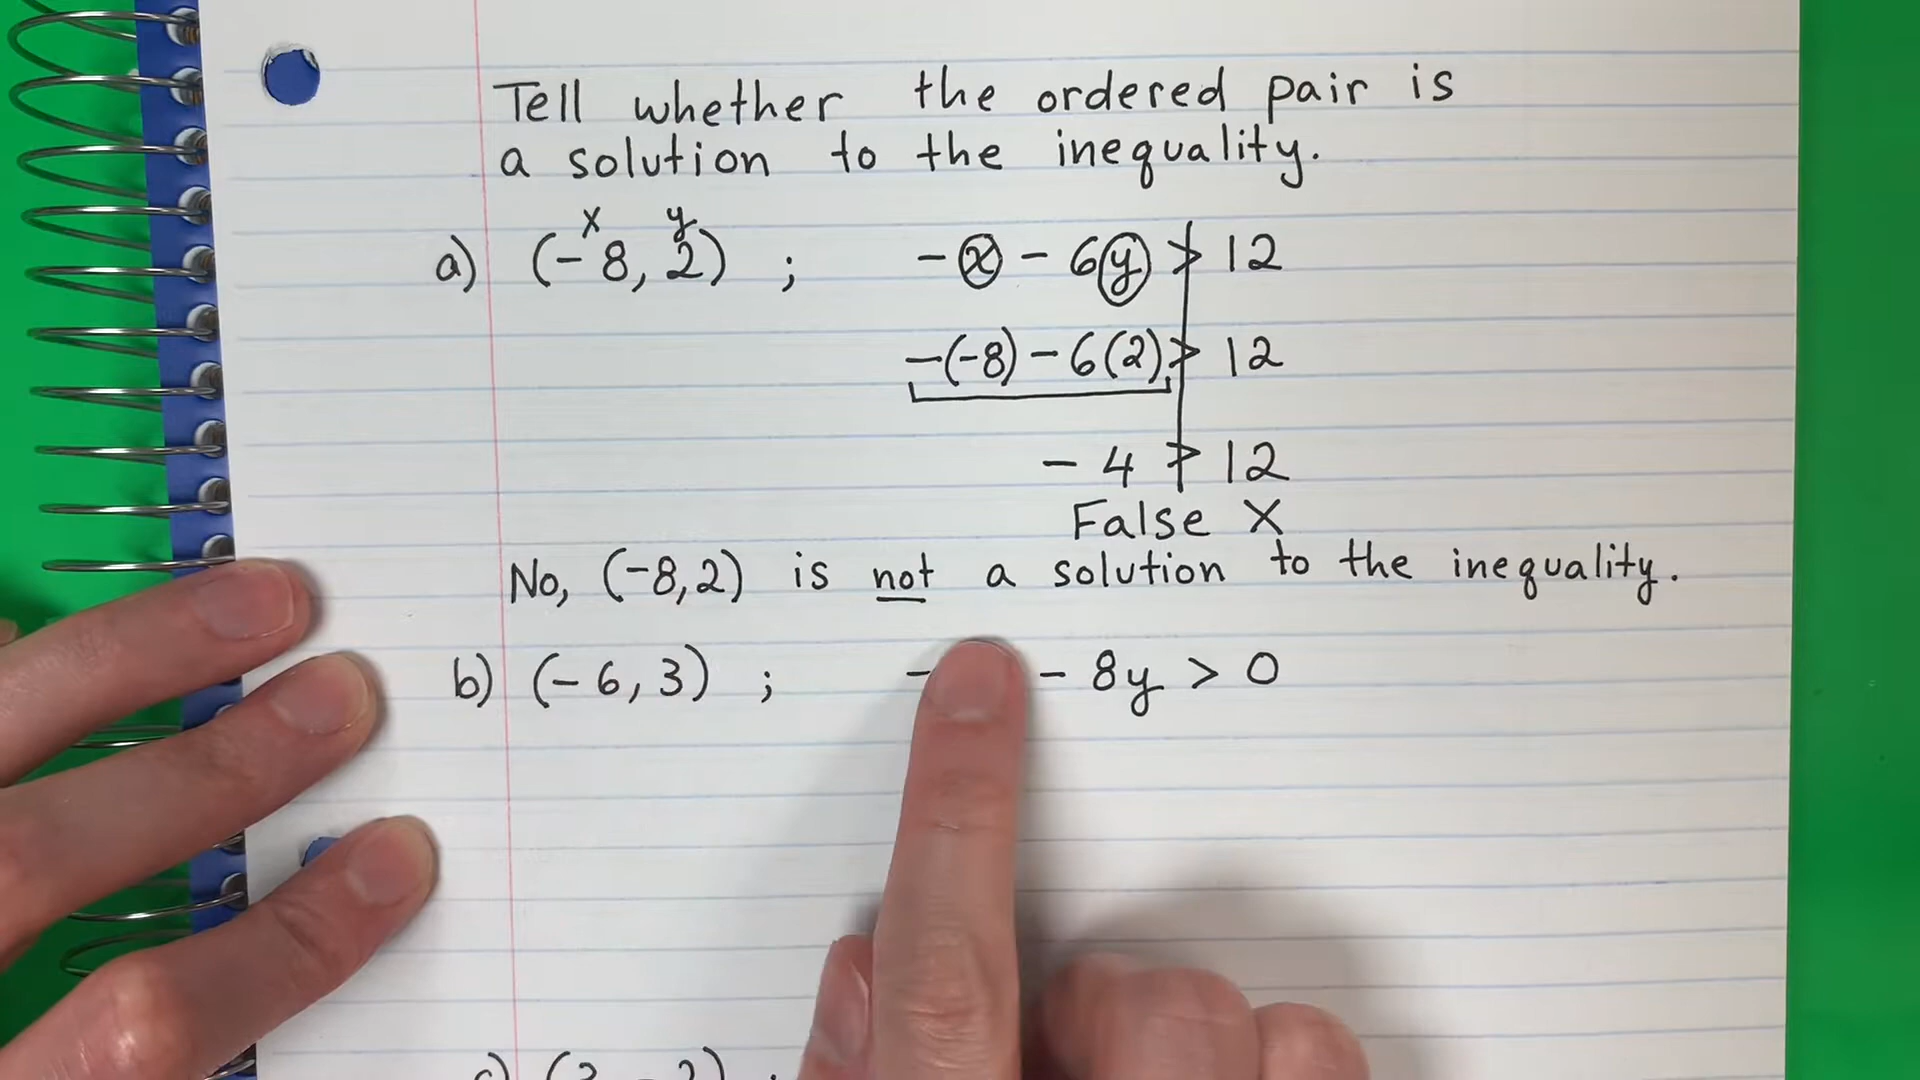 Tell whether the ordered pair is
a solution to the inequality.
x y
a) (-8, 2) ; -x - 6y > 12
-(-8) - 6(2) > 12
-4 > 12
False X
No, (-8,2) is not a solution to the inequality.
b) (-6, 3) ; - - 8y > 0